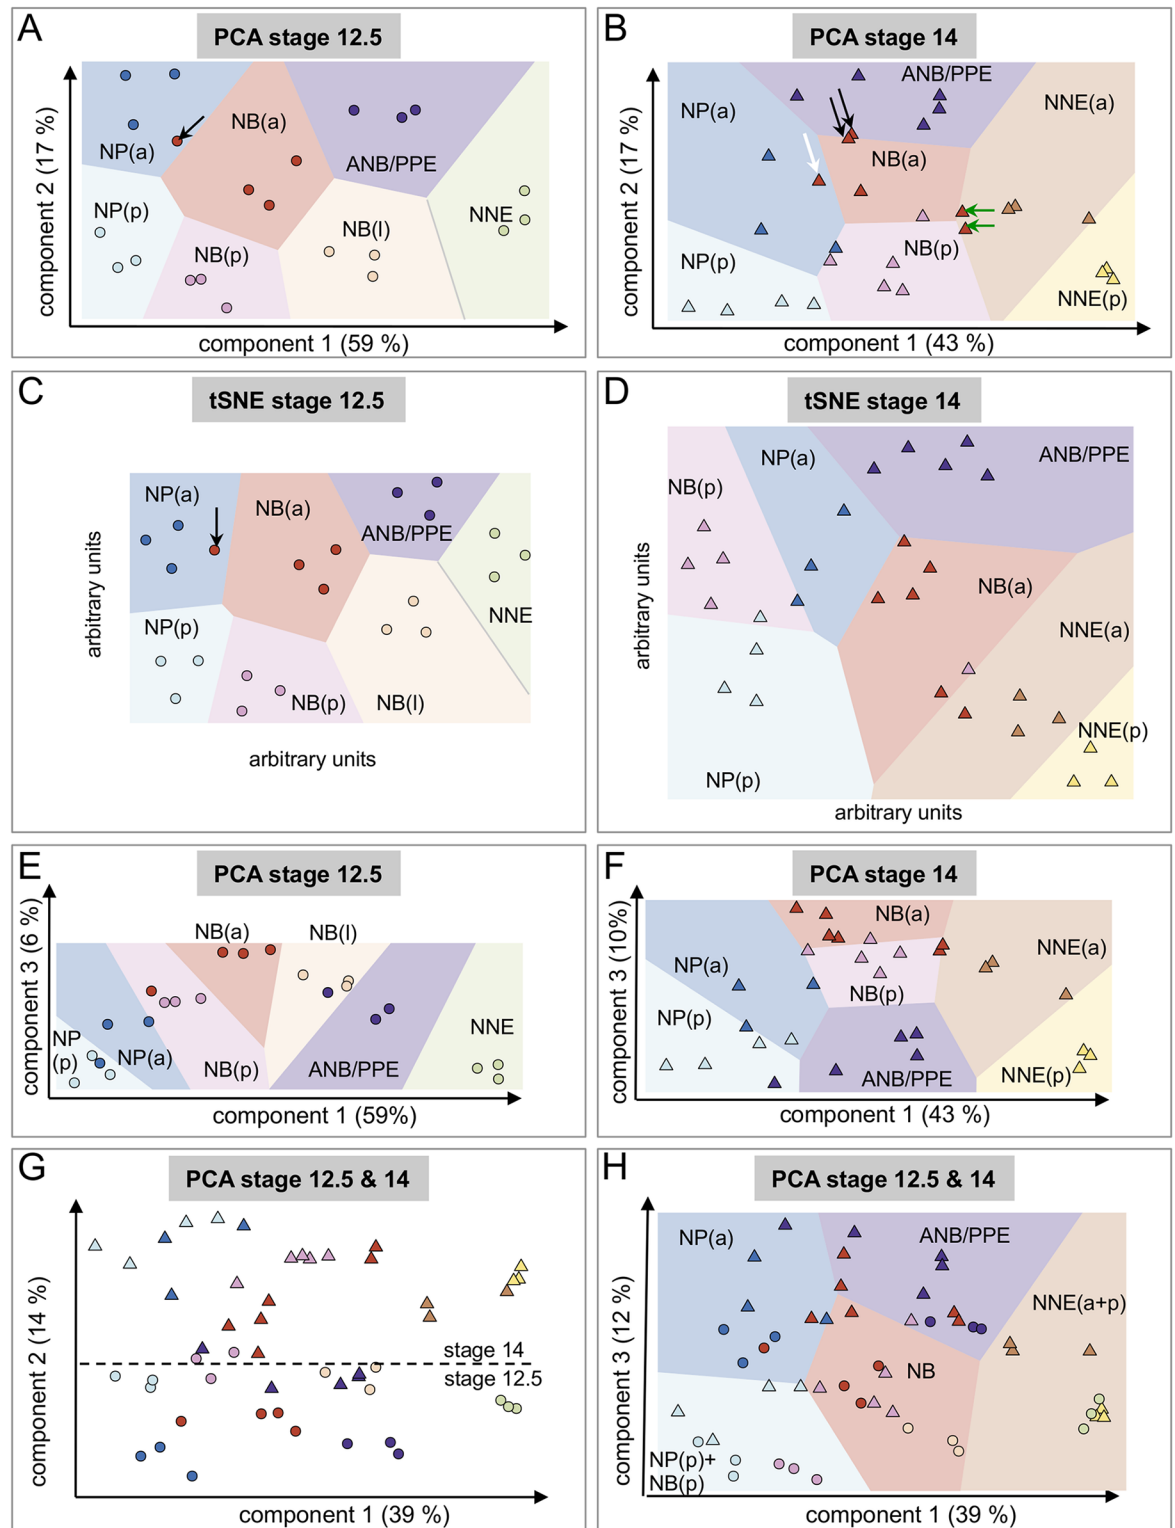 A
PCA stage 12.5
component 2 (17 %)
NP(a)
NB(a)
ANB/PPE
NP(p)
NB(p)
NB(l)
NNE
component 1 (59 %)
B
PCA stage 14
component 2 (17 %)
NP(a)
ANB/PPE
NNE(a)
NB(a)
NP(p)
NB(p)
NNE(p)
component 1 (43 %)
C
tSNE stage 12.5
arbitrary units
NP(a)
NB(a)
ANB/PPE
NNE
NP(p)
NB(p)
NB(l)
arbitrary units
D
tSNE stage 14
arbitrary units
NB(p)
NP(a)
ANB/PPE
NB(a)
NNE(a)
NNE(p)
NP(p)
arbitrary units
E
PCA stage 12.5
component 3 (6 %)
NB(a)
NB(l)
NP
(p)
NP(a)
NB(p)
ANB/PPE
NNE
component 1 (59%)
F
PCA stage 14
component 3 (10%)
NB(a)
NP(a)
NNE(a)
NB(p)
NP(p)
ANB/PPE
NNE(p)
component 1 (43 %)
G
PCA stage 12.5 & 14
component 2 (14 %)
stage 14
stage 12.5
component 1 (39 %)
H
PCA stage 12.5 & 14
component 3 (12 %)
NP(a)
ANB/PPE
NNE(a+p)
NB
NP(p)+
NB(p)
component 1 (39 %)